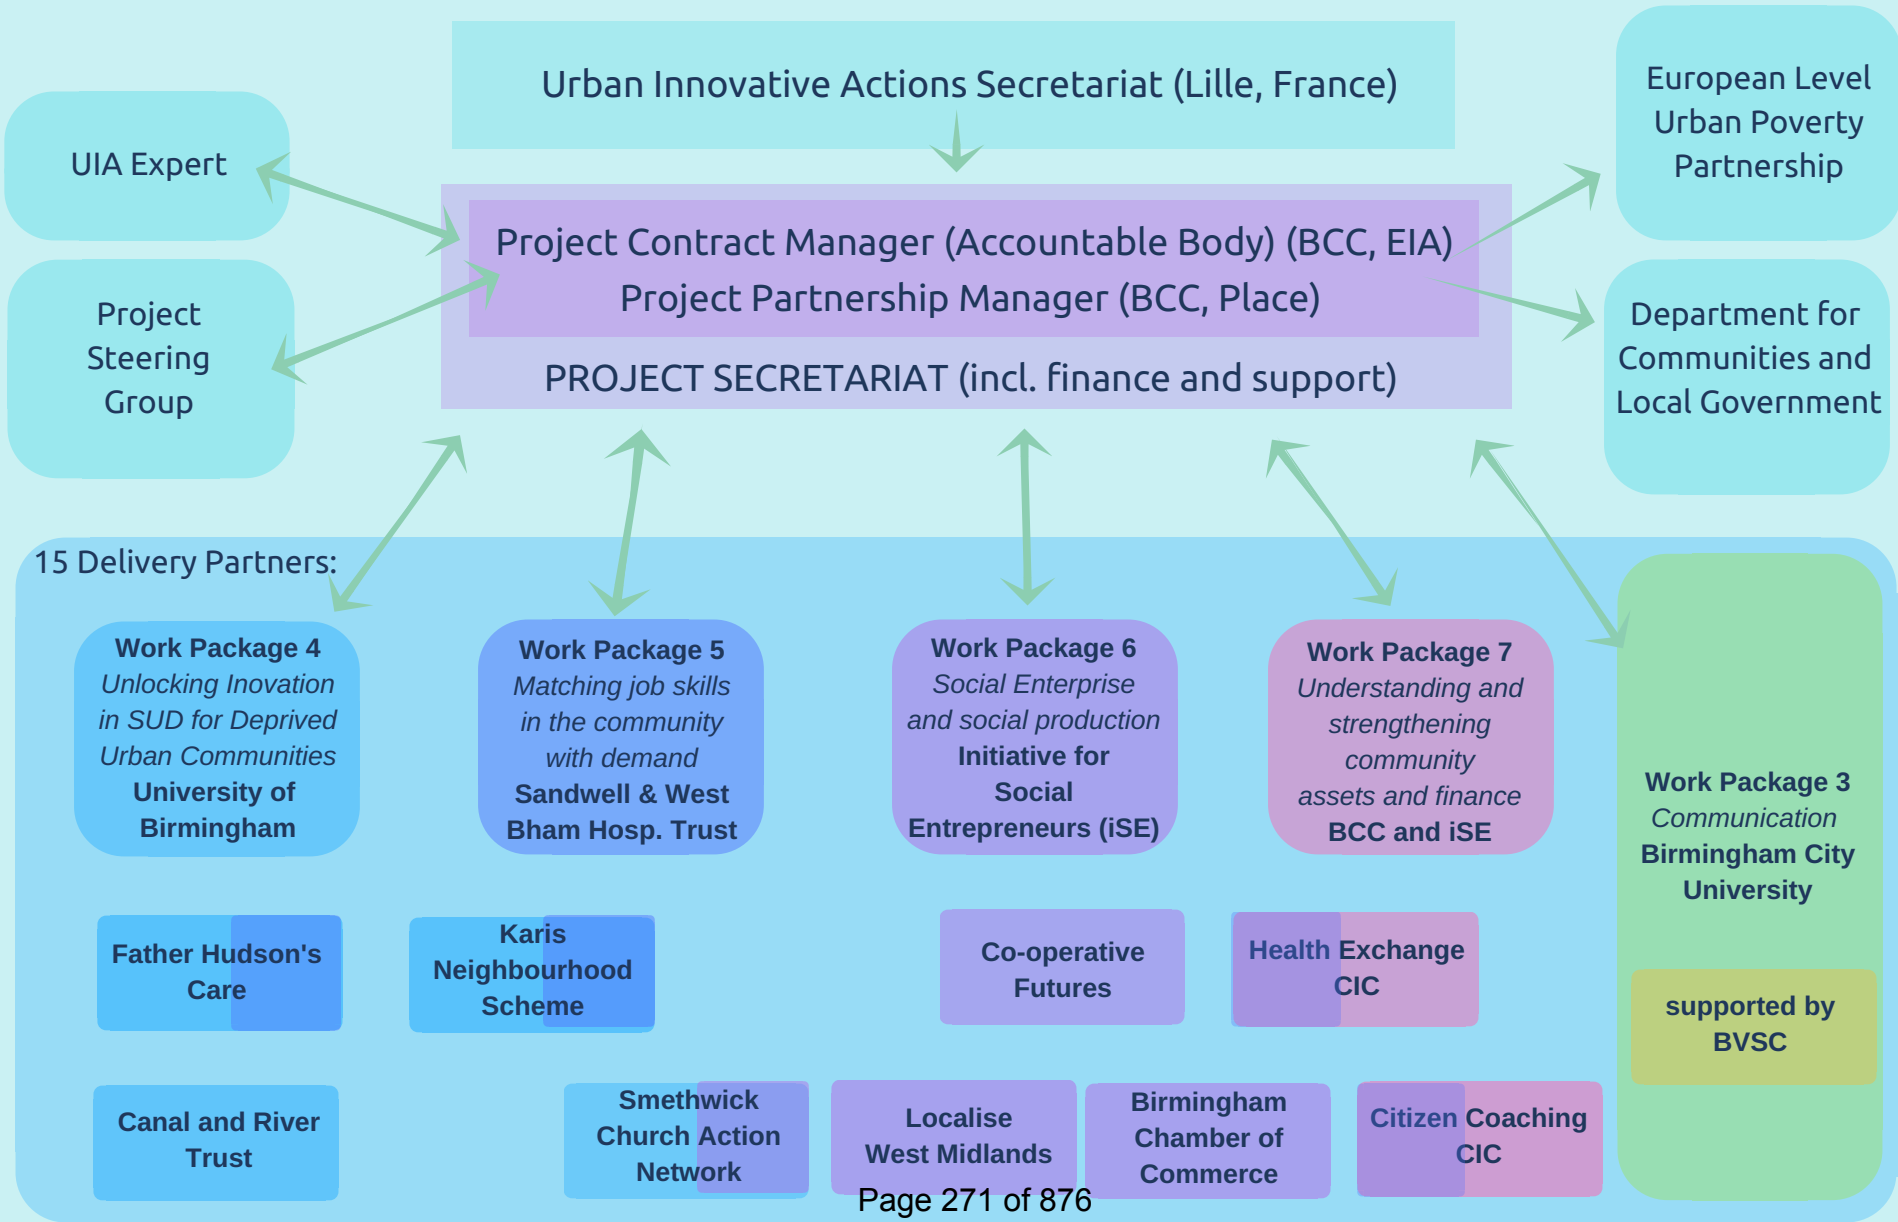 Urban Innovative Actions Secretariat (Lille, France)
UIA Expert
European Level
Urban Poverty
Partnership
Project Contract Manager (Accountable Body) (BCC, EIA)
Project Partnership Manager (BCC, Place)
PROJECT SECRETARIAT (incl. finance and support)
Project
Steering
Group
Department for
Communities and
Local Government
15 Delivery Partners:
Work Package 4
Unlocking Inovation
in SUD for Deprived
Urban Communities
University of
Birmingham
Work Package 5
Matching job skills
in the community
with demand
Sandwell & West
Bham Hosp. Trust
Work Package 6
Social Enterprise
and social production
Initiative for
Social
Entrepreneurs (iSE)
Work Package 7
Understanding and
strengthening
community
assets and finance
BCC and iSE
Work Package 3
Communication
Birmingham City
University
Father Hudson's
Care
Karis
Neighbourhood
Scheme
Co-operative
Futures
Health Exchange
CIC
supported by
BVSC
Canal and River
Trust
Smethwick
Church Action
Network
Localise
West Midlands
Birmingham
Chamber of
Commerce
Citizen Coaching
CIC
Page 271 of 876